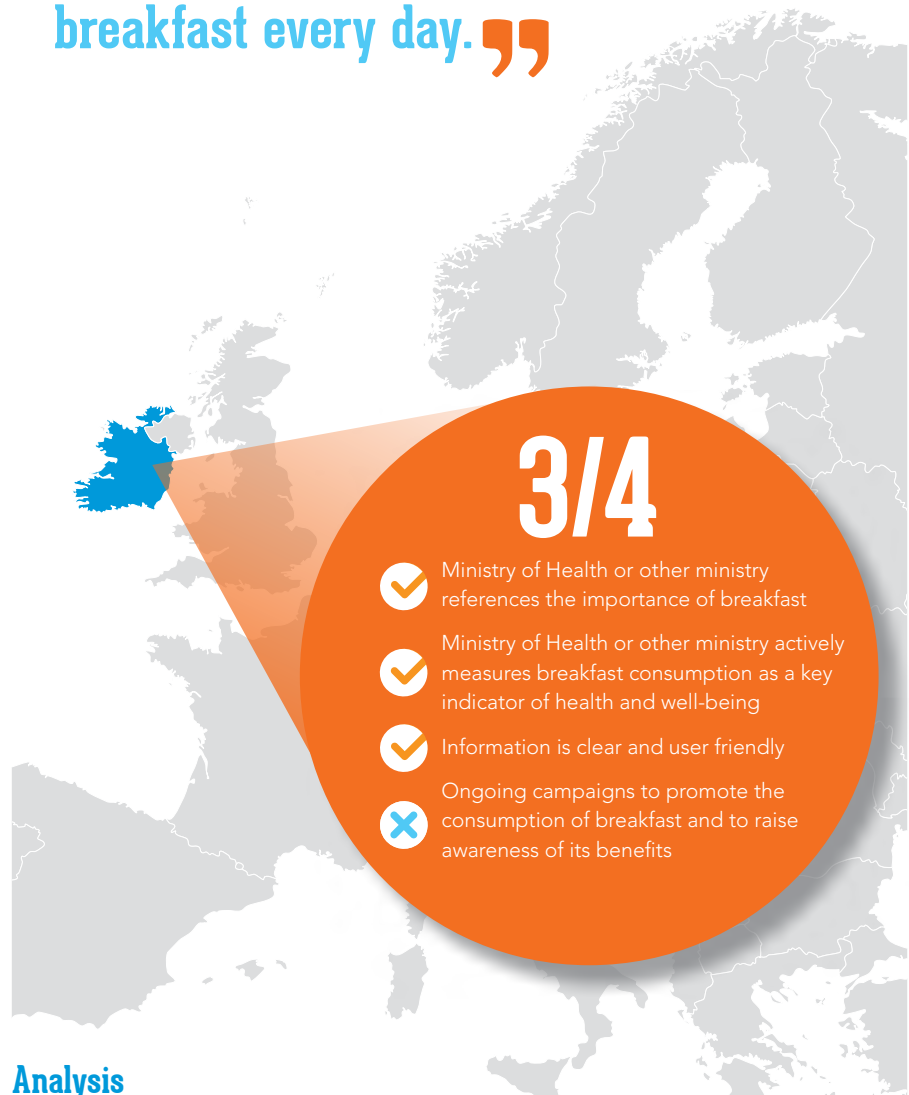 breakfast every day.”
3/4
Ministry of Health or other ministry
references the importance of breakfast
Ministry of Health or other ministry actively
measures breakfast consumption as a key
indicator of health and well-being
Information is clear and user friendly
Ongoing campaigns to promote the
consumption of breakfast and to raise
awareness of its benefits
Analysis